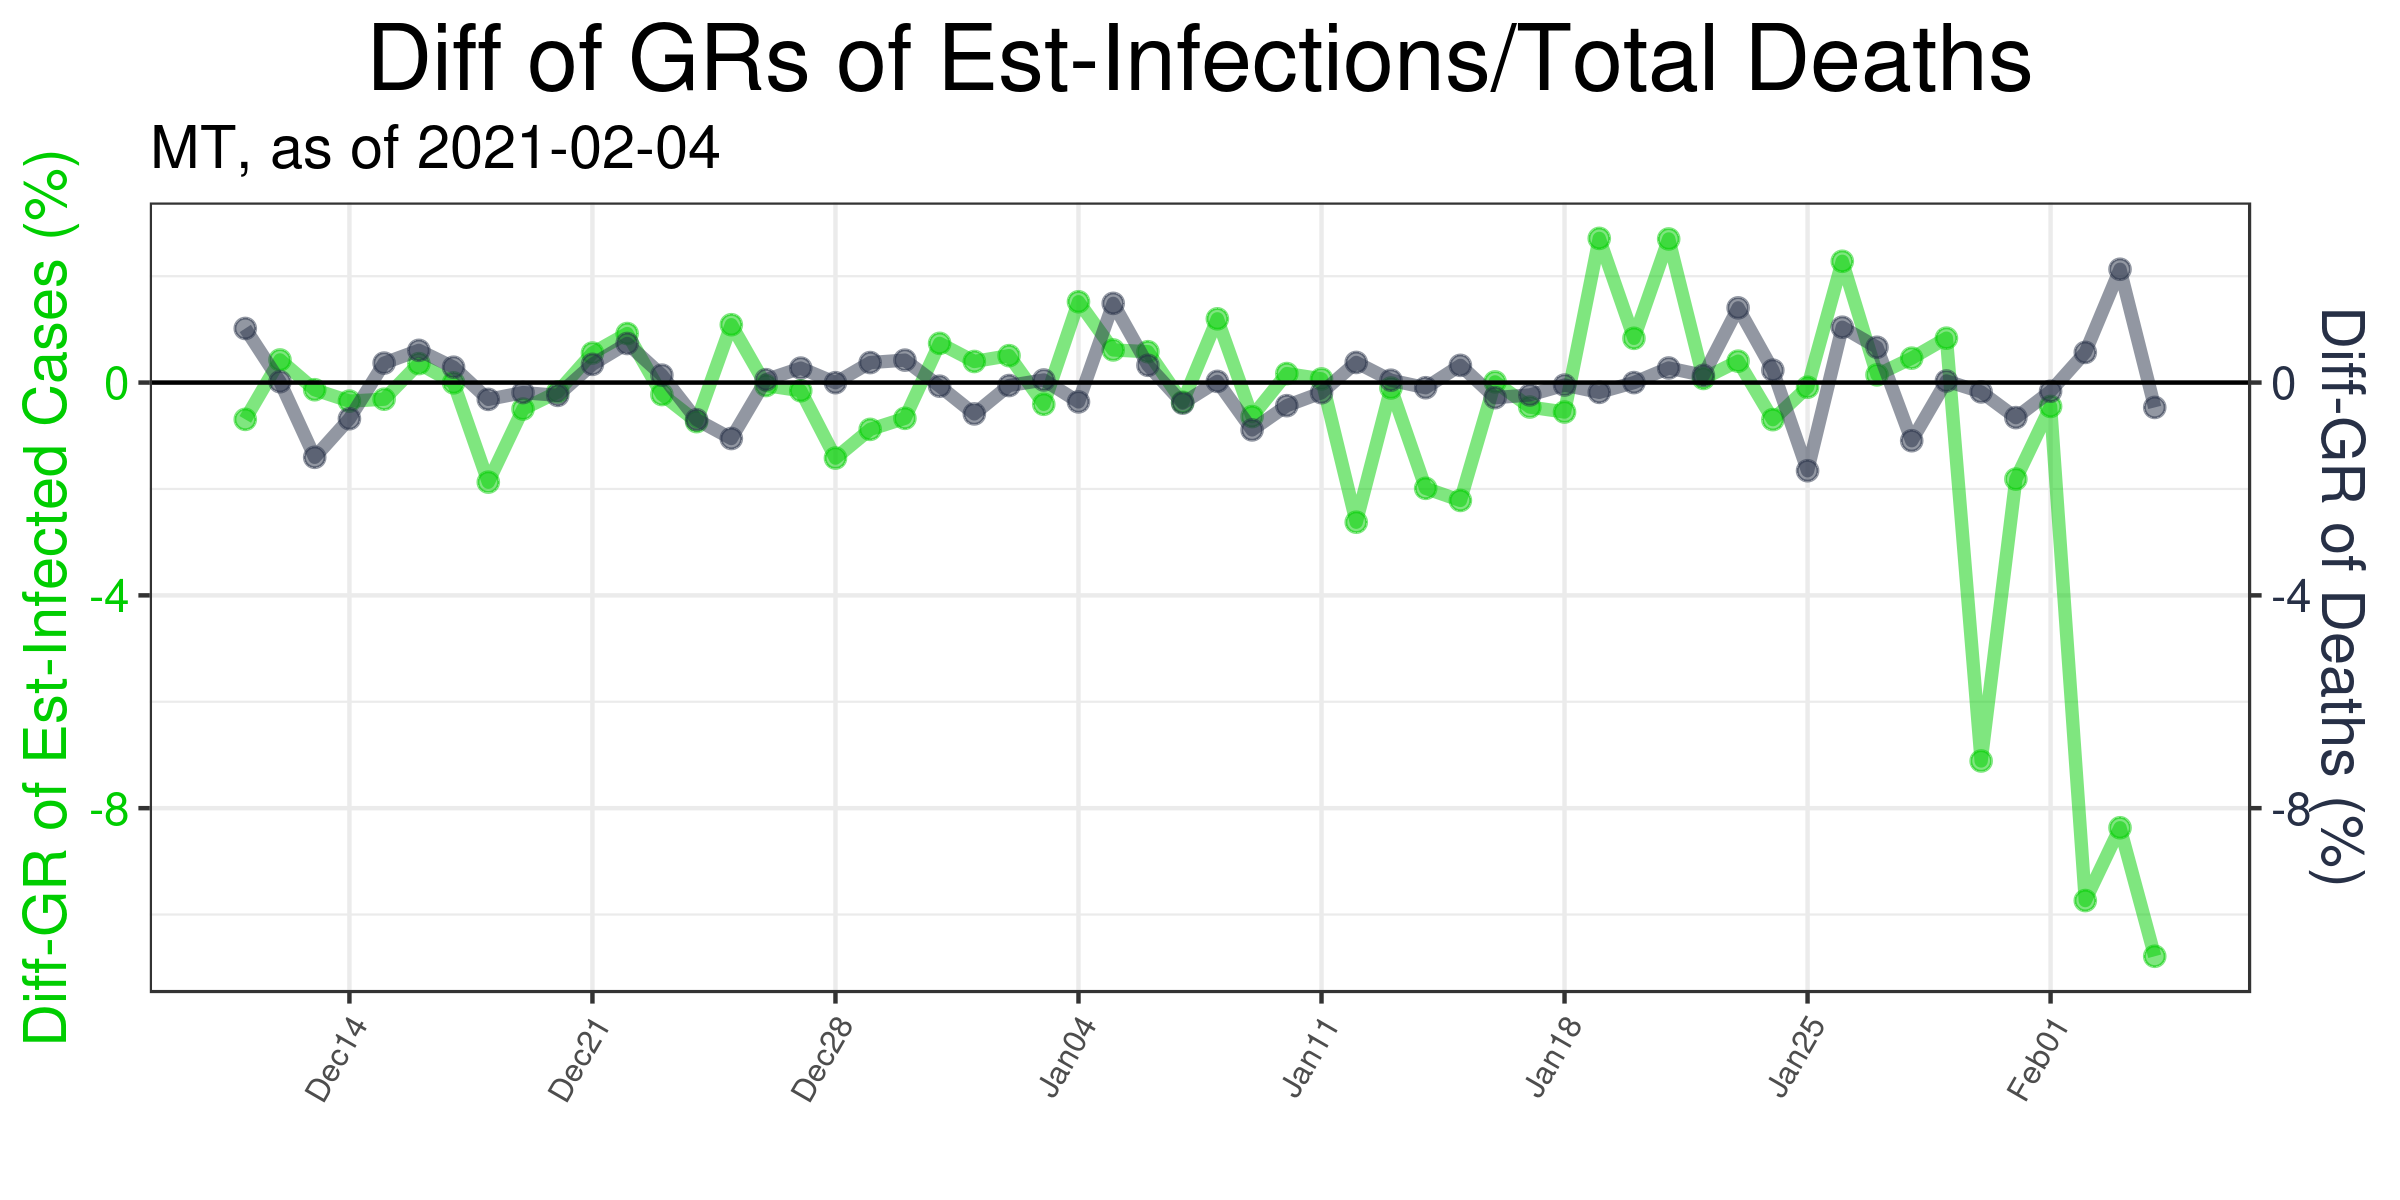 Diff of GRs of Est-Infections/Total Deaths
MT, as of 2021-02-04
Diff-GR of Est-Infected Cases (%)
0
-4
-8
0
-4
-8
Diff-GR of Deaths (%)
Dec14
Dec21
Dec28
Jan04
Jan11
Jan18
Jan25
Feb01